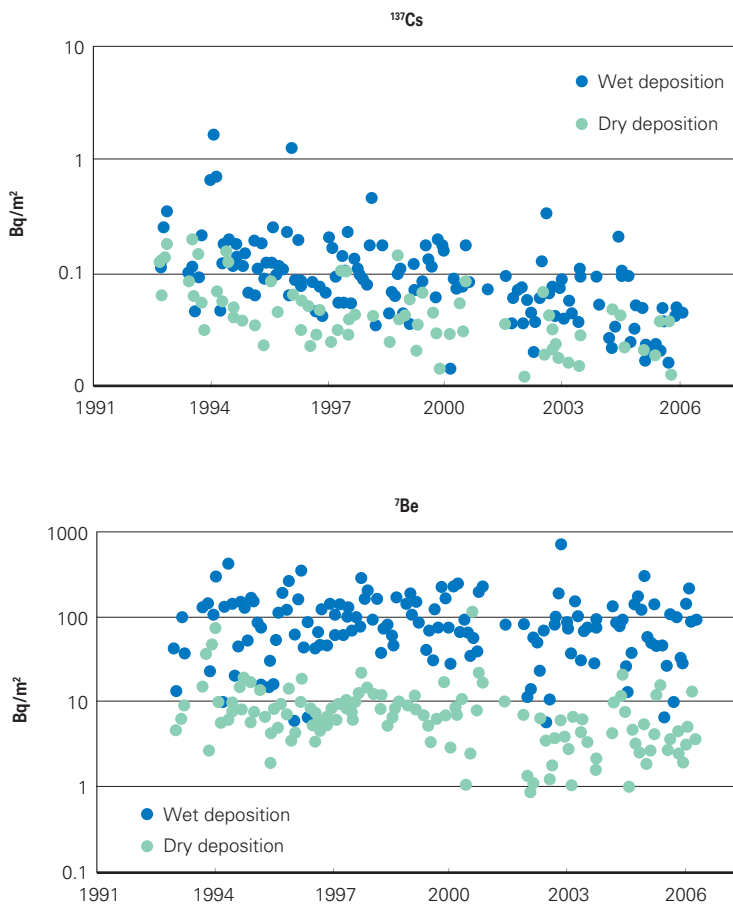 ¹³⁷Cs
10
Wet deposition
Dry deposition
1
Bq/m²
0.1
0
1991 1994 1997 2000 2003 2006
⁷Be
1000
100
Bq/m²
10
1
Wet deposition
Dry deposition
0.1
1991 1994 1997 2000 2003 2006